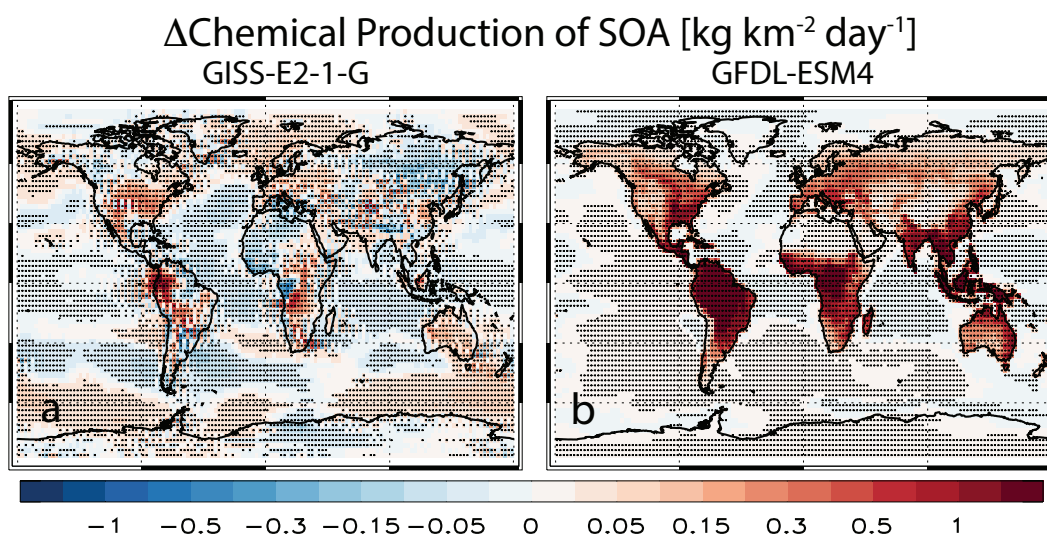 ΔChemical Production of SOA [kg km⁻² day⁻¹]
GISS-E2-1-G GFDL-ESM4
a b
−1 −0.5 −0.3 −0.15 −0.05 0 0.05 0.15 0.3 0.5 1